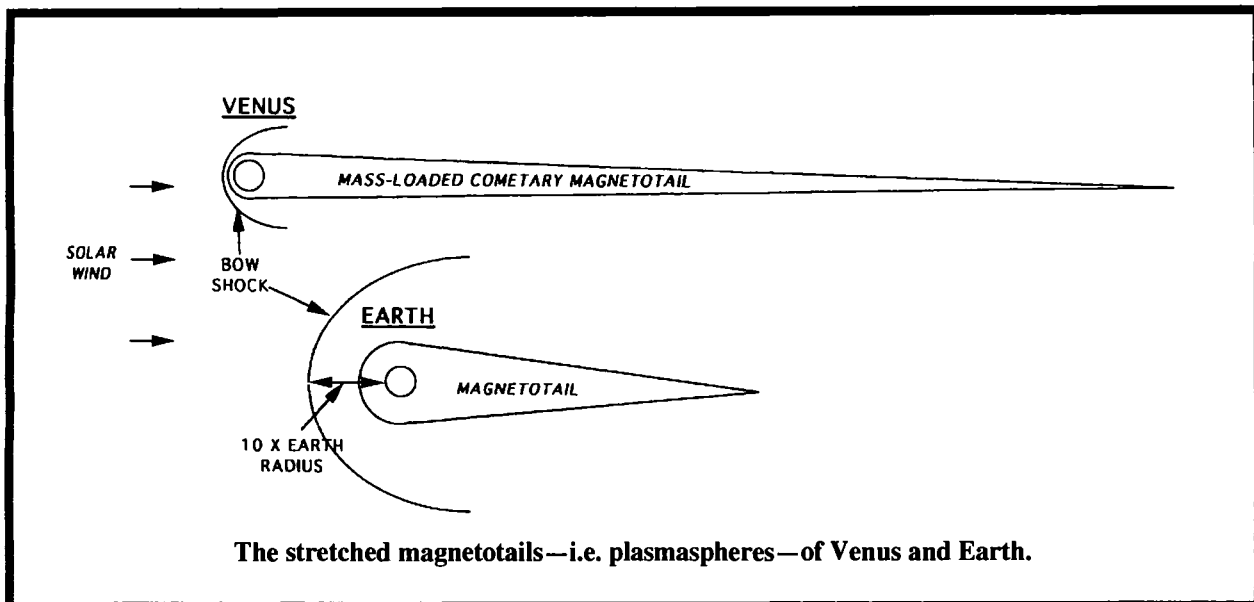 VENUS
MASS-LOADED COMETARY MAGNETOTAIL
SOLAR
WIND
BOW
SHOCK
EARTH
MAGNETOTAIL
10 X EARTH
RADIUS
The stretched magnetotails—i.e. plasmaspheres—of Venus and Earth.